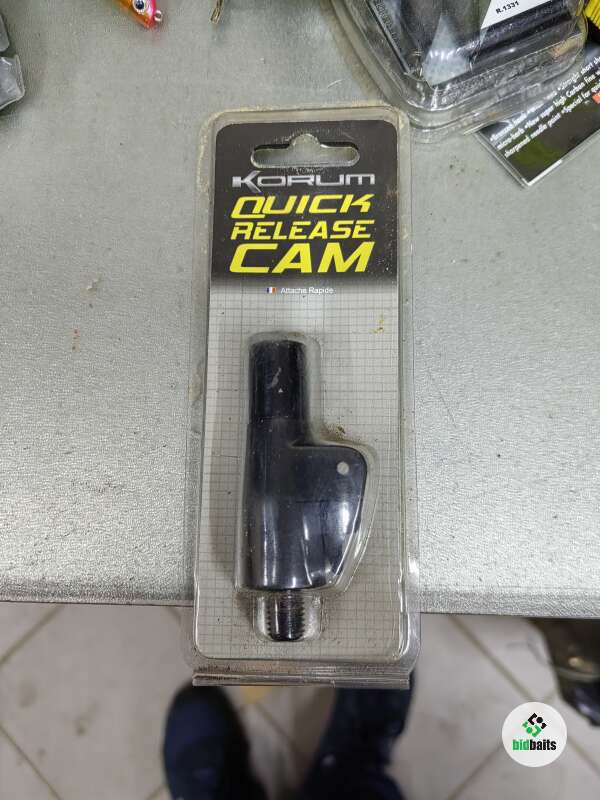 R-1331
KORUM
QUICK
RELEASE
CAM
Attache Rapide
bidbaits